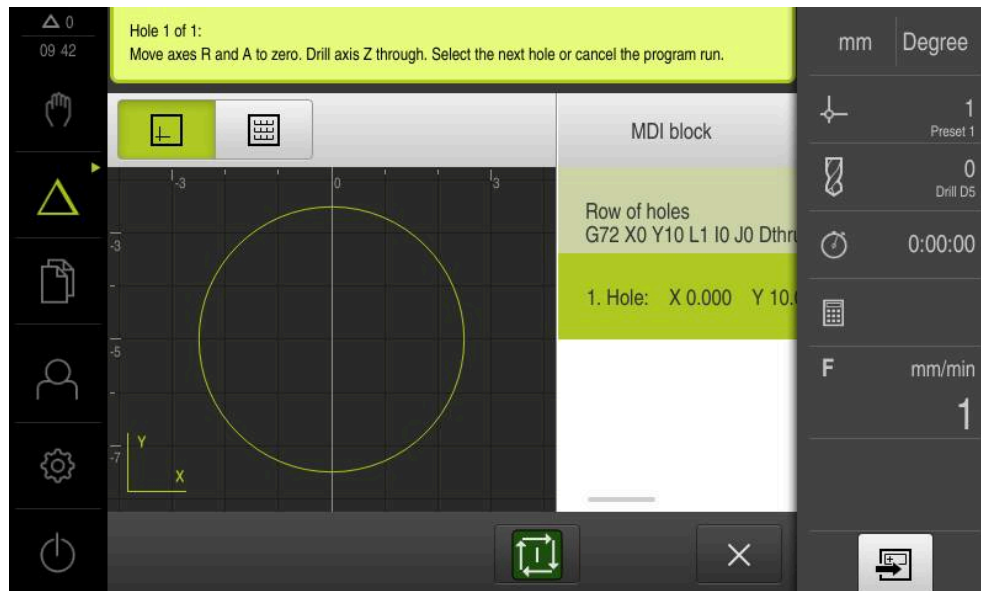 0
09 42
Hole 1 of 1:
Move axes R and A to zero. Drill axis Z through. Select the next hole or cancel the program run.
mm Degree
1
Preset 1
0
Drill D5
0:00:00
F mm/min
1
MDI block
Row of holes
G72 X0 Y10 L1 I0 J0 Dthru
1. Hole: X 0.000 Y 10.0
-3 0 3
-3
-5
-7
Y
X